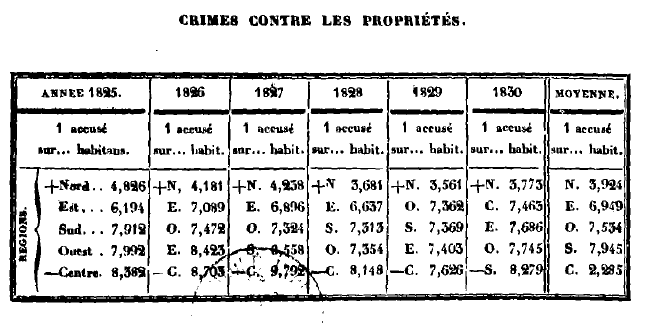 CRIMES CONTRE LES PROPRIÉTÉS.
ANNEE 1825. 1826 1827 1828 1829 1830 MOYENNE.
1 accusé 1 accusé 1 accusé 1 accusé 1 accusé 1 accusé 1 accusé
sur... habitans. sur... habit. sur... habit. sur... habit. sur... habit. sur... habit. sur... habit.
RÉGIONS.
+Nord.. 4,826 +N, 4,181 +N. 4,238 +N 3,681 +N. 3,561 +N. 3,773 N. 3,924
Est... 6,194 E. 7,089 E. 6,896 E. 6,637 O. 7,362 C. 7,463 E. 6,949
Sud... 7,912 O. 7,472 O. 7,324 S. 7,313 S. 7,369 E. 7,686 O. 7,534
Ouest. 7,992 E. 8,423 S. 8,558 O. 7,354 E. 7,403 O. 7,745 S. 7,945
—Centre. 8,382 —C. 8,703 —C. 9,792 —C. 8,148 —C. 7,626 —S. 8,279 C. 2,285